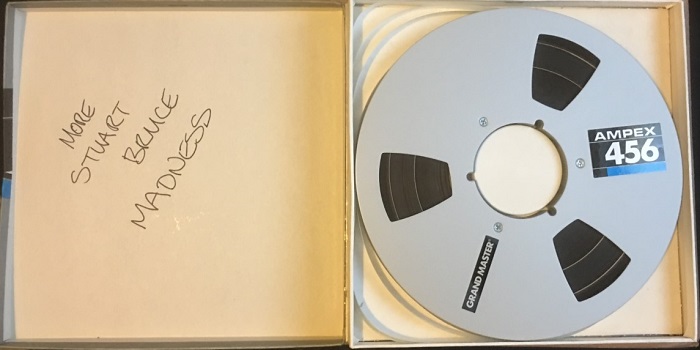 MORE
STUART
BRUCE
MADNESS
AMPEX
456
GRAND MASTER